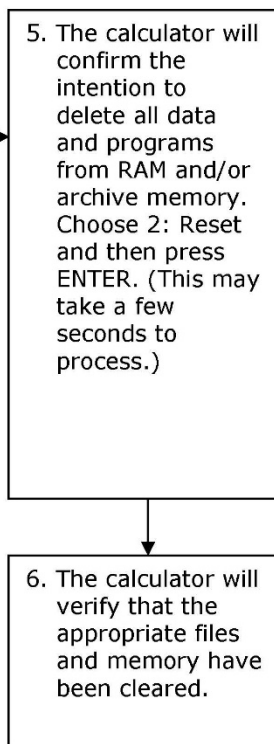 5. The calculator will
confirm the
intention to
delete all data
and programs
from RAM and/or
archive memory.
Choose 2: Reset
and then press
ENTER. (This may
take a few
seconds to
process.)
6. The calculator will
verify that the
appropriate files
and memory have
been cleared.